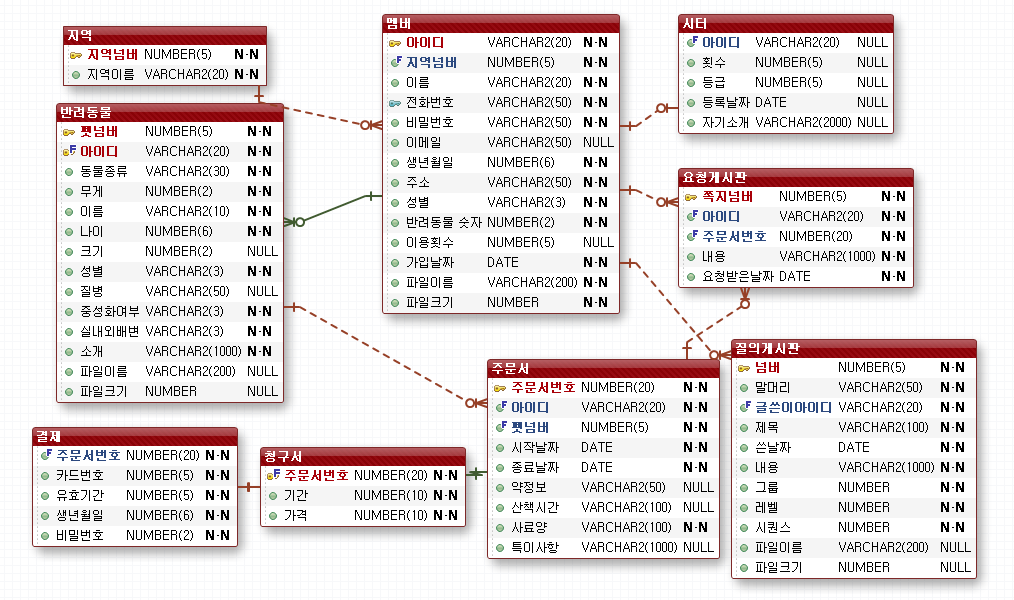 지역
지역넘버 NUMBER(5) N-N
지역이름 VARCHAR2(20) N-N
반려동물
펫넘버 NUMBER(5) N-N
아이디 VARCHAR2(20) N-N
동물종류 VARCHAR2(30) N-N
무게 NUMBER(2) N-N
이름 VARCHAR2(10) N-N
나이 NUMBER(6) N-N
크기 NUMBER(2) NULL
성별 VARCHAR2(3) N-N
질병 VARCHAR2(50) NULL
중성화여부 VARCHAR2(3) N-N
실내외배변 VARCHAR2(3) N-N
소개 VARCHAR2(1000) N-N
파일이름 VARCHAR2(200) NULL
파일크기 NUMBER NULL
멤버
아이디 VARCHAR2(20) N-N
지역넘버 NUMBER(5) N-N
이름 VARCHAR2(20) N-N
전화번호 VARCHAR2(50) N-N
비밀번호 VARCHAR2(50) N-N
이메일 VARCHAR2(50) NULL
생년월일 NUMBER(6) N-N
주소 VARCHAR2(50) N-N
성별 VARCHAR2(3) N-N
반려동물 숫자 NUMBER(2) N-N
이용횟수 NUMBER(5) NULL
가입날짜 DATE N-N
파일이름 VARCHAR2(200) N-N
파일크기 NUMBER N-N
시터
아이디 VARCHAR2(20) NULL
횟수 NUMBER(5) NULL
등급 NUMBER(5) NULL
등록날짜 DATE NULL
자기소개 VARCHAR2(2000) NULL
요청게시판
쪽지넘버 NUMBER(5) N-N
아이디 VARCHAR2(20) N-N
주문서번호 NUMBER(20) N-N
내용 VARCHAR2(1000) N-N
요청받은날짜 DATE N-N
결제
주문서번호 NUMBER(20) N-N
카드번호 NUMBER(5) N-N
유효기간 NUMBER(5) N-N
생년월일 NUMBER(6) N-N
비밀번호 NUMBER(2) N-N
청구서
주문서번호 NUMBER(20) N-N
기간 NUMBER(10) N-N
가격 NUMBER(10) N-N
주문서
주문서번호 NUMBER(20) N-N
아이디 VARCHAR2(20) N-N
펫넘버 NUMBER(5) N-N
시작날짜 DATE N-N
종료날짜 DATE N-N
약정보 VARCHAR2(50) NULL
산책시간 VARCHAR2(100) NULL
사료양 VARCHAR2(100) N-N
특이사항 VARCHAR2(1000) NULL
질의게시판
넘버 NUMBER(5) N-N
말머리 VARCHAR2(50) N-N
글쓴이아이디 VARCHAR2(20) N-N
제목 VARCHAR2(100) N-N
쓴날짜 DATE N-N
내용 VARCHAR2(1000) N-N
그룹 NUMBER N-N
레벨 NUMBER N-N
시퀀스 NUMBER N-N
파일이름 VARCHAR2(200) NULL
파일크기 NUMBER NULL